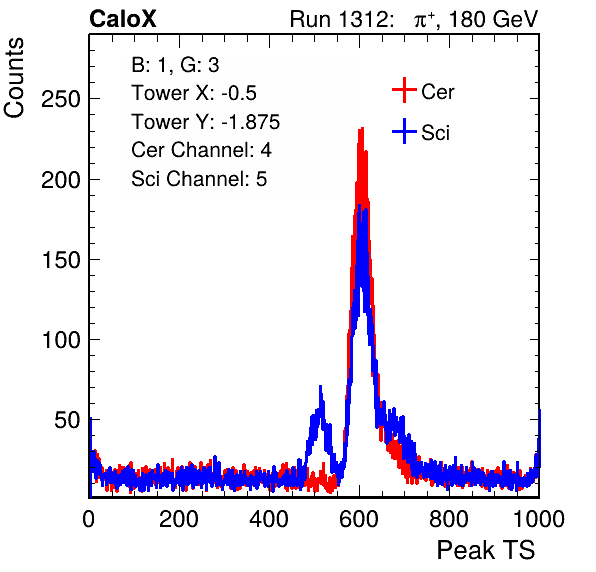 CaloX Run 1312: π⁺, 180 GeV
B: 1, G: 3
Tower X: -0.5
Tower Y: -1.875
Cer Channel: 4
Sci Channel: 5
Cer
Sci
Counts
250
200
150
100
50
0 200 400 600 800 1000
Peak TS